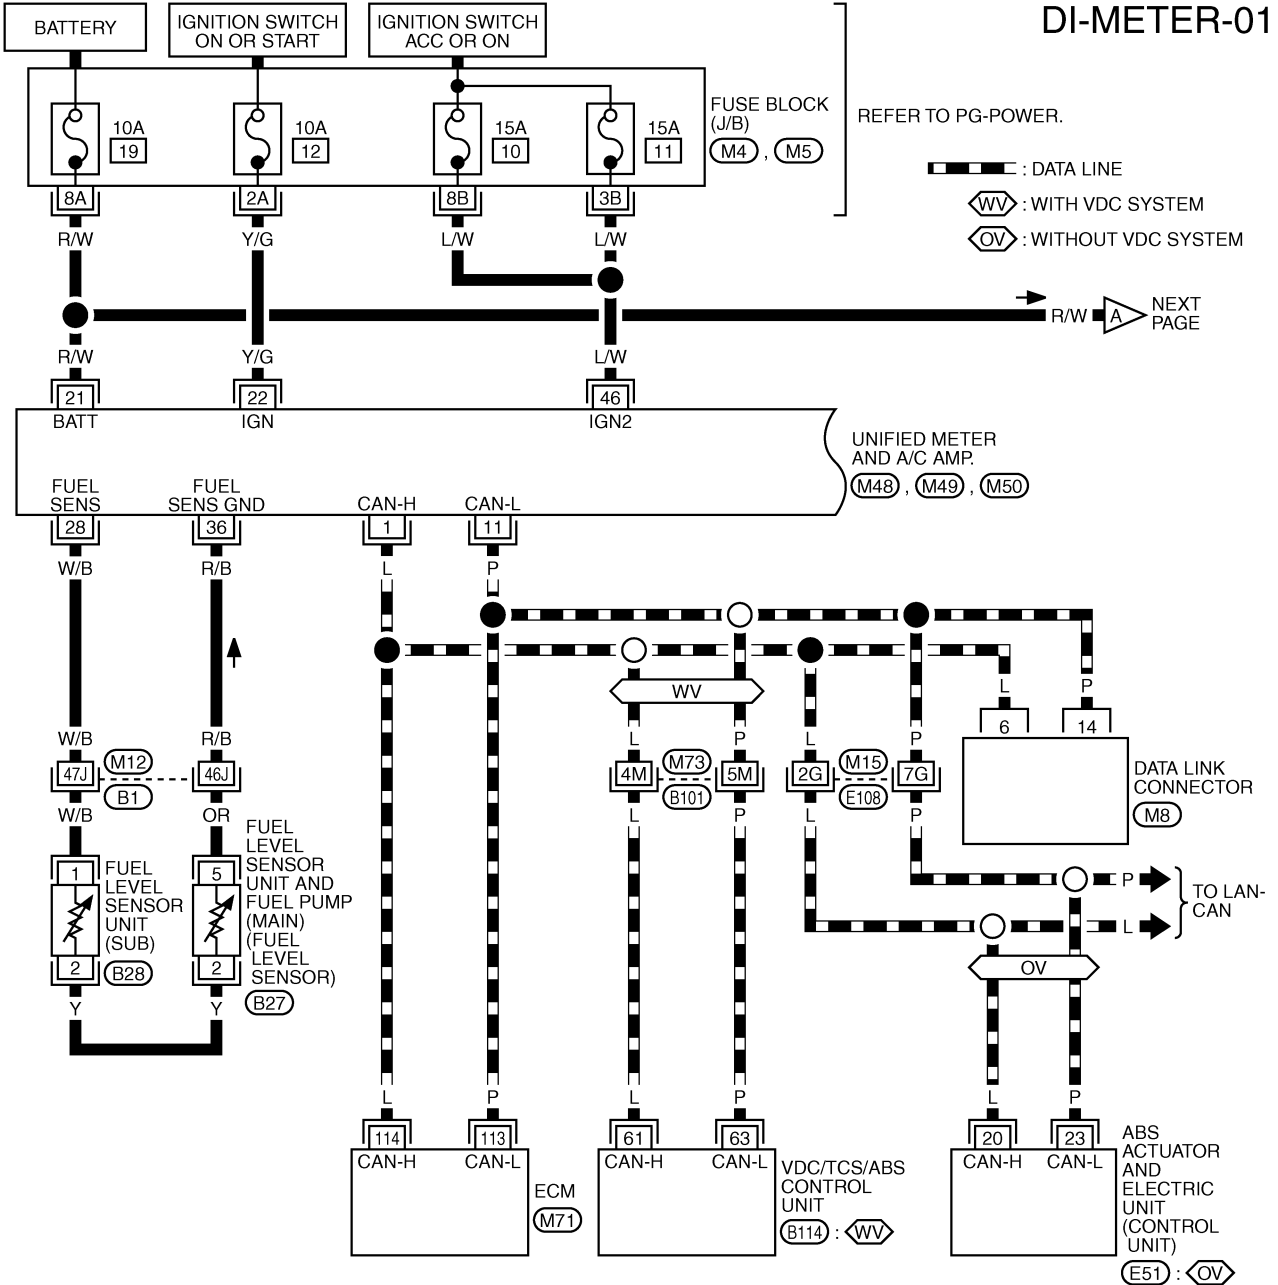 DI-METER-01
BATTERY
IGNITION SWITCH
ON OR START
IGNITION SWITCH
ACC OR ON
10A
19
10A
12
15A
10
15A
11
FUSE BLOCK
(J/B)
M4 , M5
REFER TO PG-POWER.
: DATA LINE
WV : WITH VDC SYSTEM
OV : WITHOUT VDC SYSTEM
8A
2A
8B
3B
R/W
Y/G
L/W
L/W
R/W
A
NEXT
PAGE
R/W
Y/G
L/W
21
22
46
BATT
IGN
IGN2
UNIFIED METER
AND A/C AMP.
M48 , M49 , M50
FUEL
SENS
FUEL
SENS GND
CAN-H
CAN-L
28
36
1
11
W/B
R/B
L
P
WV
L
P
6
14
W/B
R/B
L
P
L
P
47J
M12
B1
46J
4M
M73
B101
5M
2G
M15
E108
7G
DATA LINK
CONNECTOR
M8
W/B
OR
L
P
L
P
1
FUEL
LEVEL
SENSOR
UNIT
(SUB)
B28
2
5
FUEL
LEVEL
SENSOR
UNIT AND
FUEL PUMP
(MAIN)
(FUEL
LEVEL
SENSOR)
B27
2
Y
Y
P
L
TO LAN-
CAN
OV
L
P
L
P
L
P
114
113
61
63
20
23
CAN-H
CAN-L
CAN-H
CAN-L
CAN-H
CAN-L
ECM
M71
VDC/TCS/ABS
CONTROL
UNIT
B114 : WV
ABS
ACTUATOR
AND
ELECTRIC
UNIT
(CONTROL
UNIT)
E51 : OV